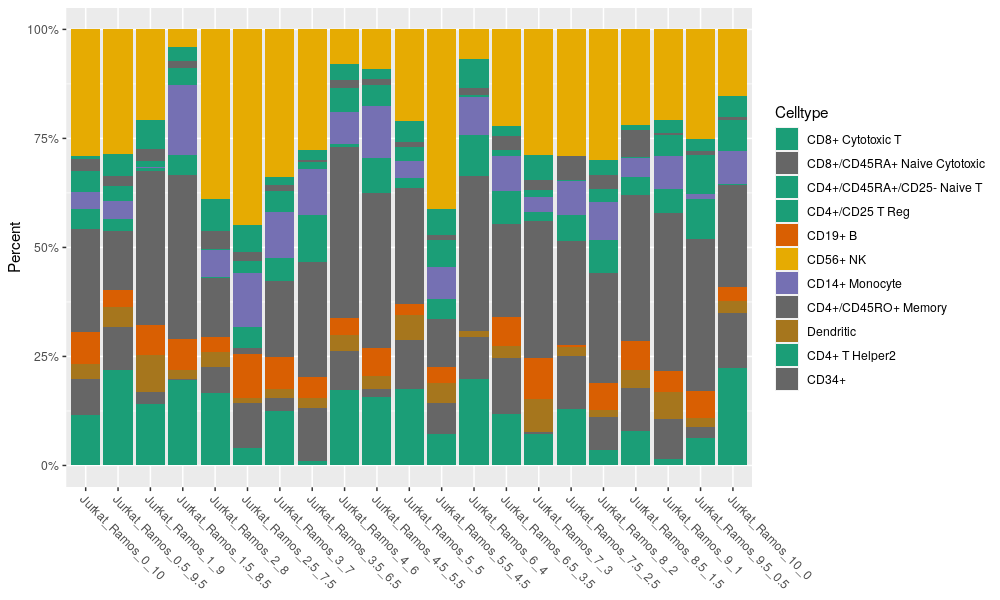 100%
75%
50%
25%
0%
Percent
Jurkat_Ramos_0_10
Jurkat_Ramos_0.5_9.5
Jurkat_Ramos_1_9
Jurkat_Ramos_1.5_8.5
Jurkat_Ramos_2_8
Jurkat_Ramos_2.5_7.5
Jurkat_Ramos_3_7
Jurkat_Ramos_3.5_6.5
Jurkat_Ramos_4_6
Jurkat_Ramos_4.5_5.5
Jurkat_Ramos_5_5
Jurkat_Ramos_5.5_4.5
Jurkat_Ramos_6_4
Jurkat_Ramos_6.5_3.5
Jurkat_Ramos_7_3
Jurkat_Ramos_7.5_2.5
Jurkat_Ramos_8_2
Jurkat_Ramos_8.5_1.5
Jurkat_Ramos_9_1
Jurkat_Ramos_9.5_0.5
Jurkat_Ramos_10_0
Celltype
CD8+ Cytotoxic T
CD8+/CD45RA+ Naive Cytotoxic
CD4+/CD45RA+/CD25- Naive T
CD4+/CD25 T Reg
CD19+ B
CD56+ NK
CD14+ Monocyte
CD4+/CD45RO+ Memory
Dendritic
CD4+ T Helper2
CD34+